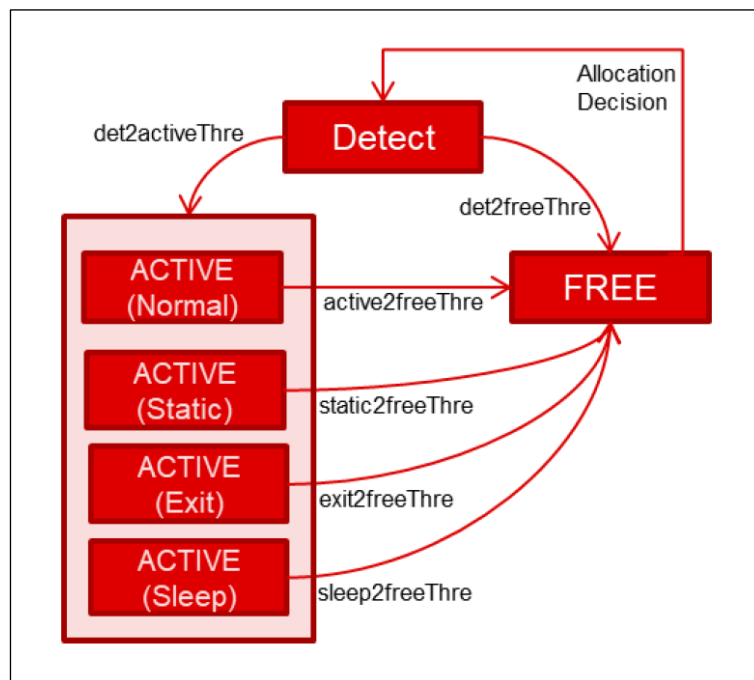 Allocation
Decision
Detect
det2activeThre
det2freeThre
ACTIVE
(Normal)
active2freeThre
FREE
ACTIVE
(Static)
static2freeThre
ACTIVE
(Exit)
exit2freeThre
ACTIVE
(Sleep)
sleep2freeThre